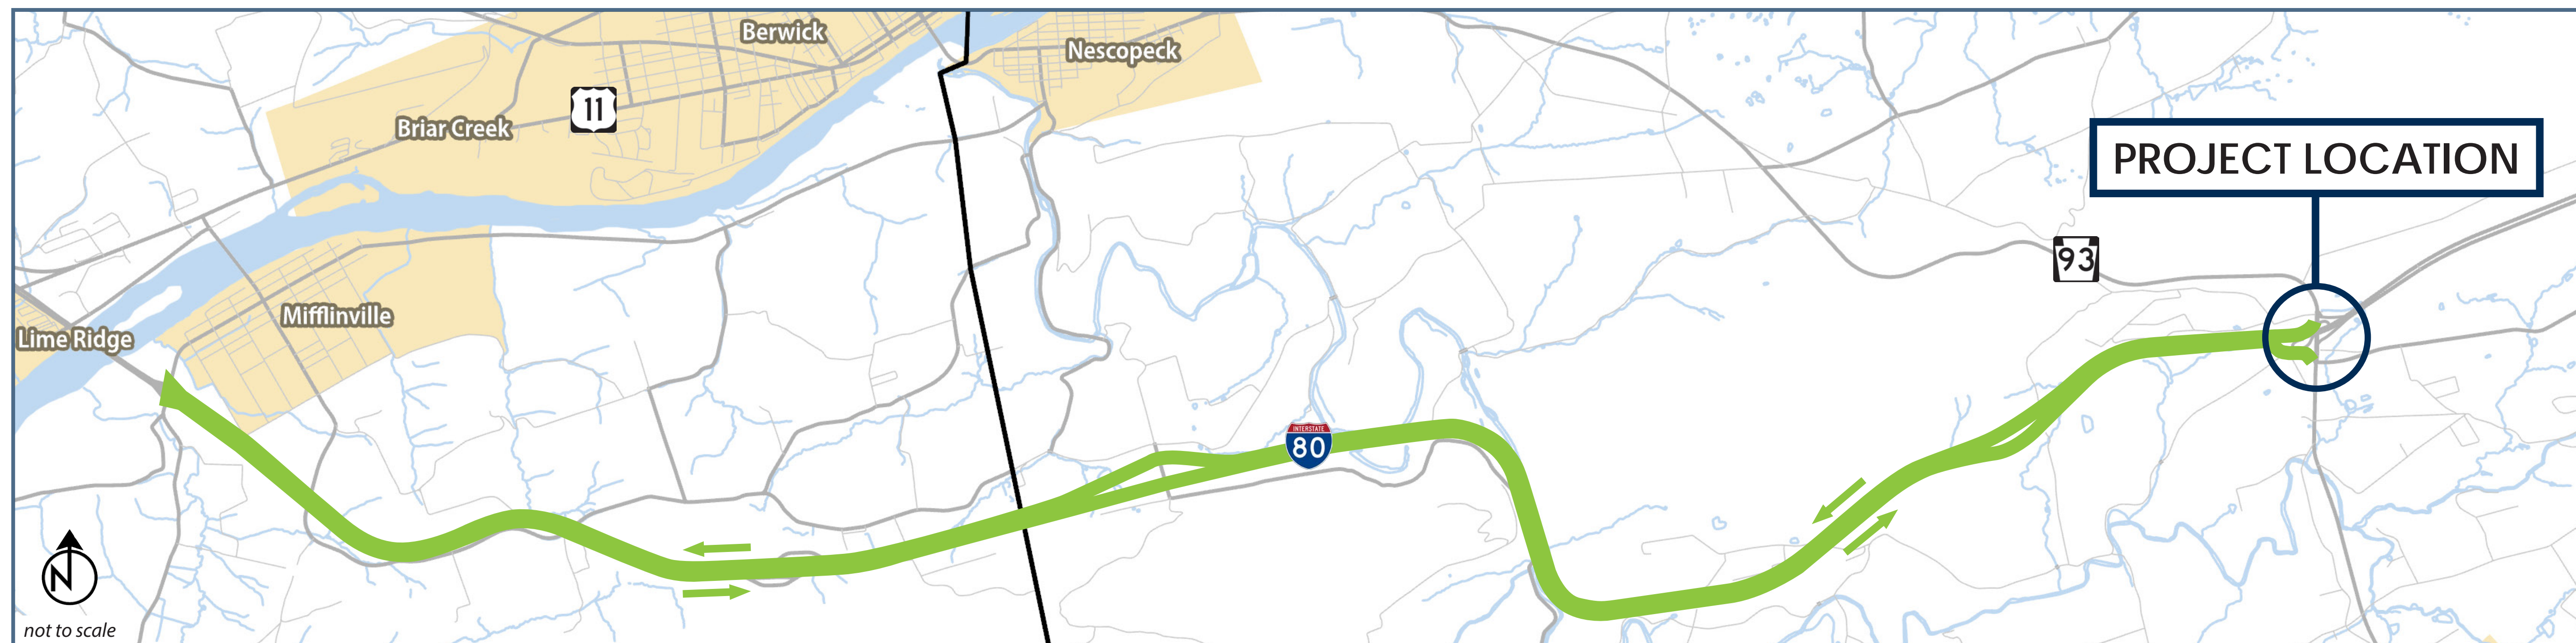 Berwick
Nescopeck
11
Briar Creek
PROJECT LOCATION
93
Mifflinville
Lime Ridge
INTERSTATE
80
N
not to scale